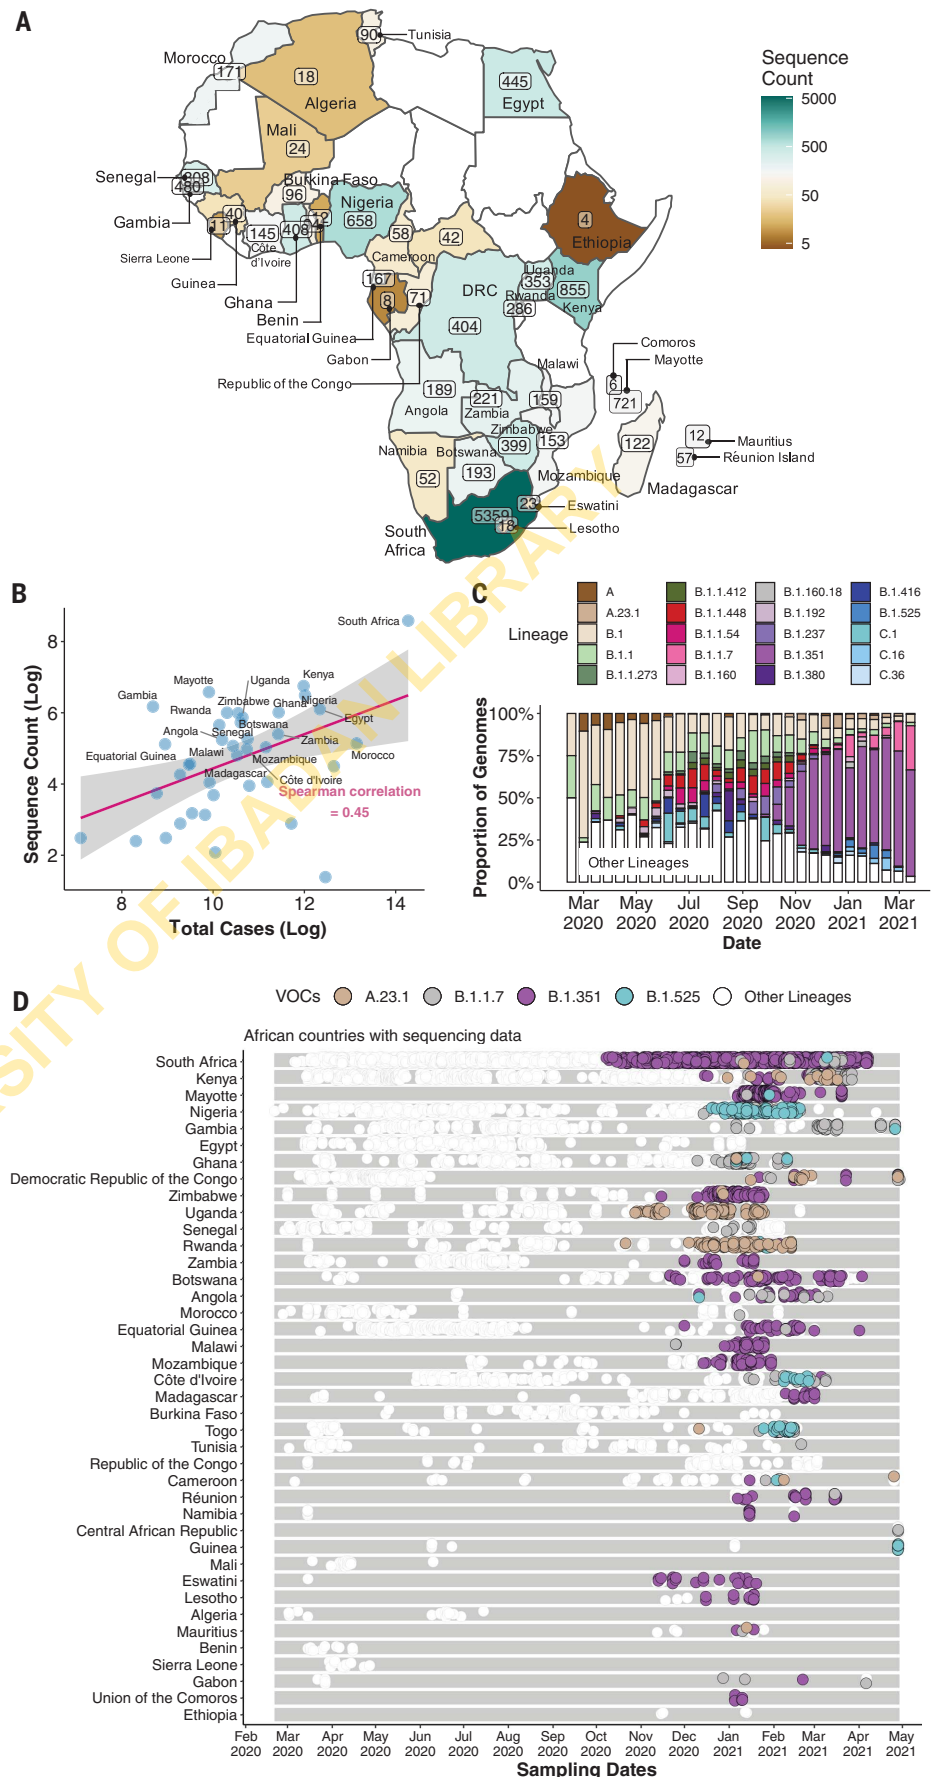 A
90
Tunisia
Morocco
171
18
Algeria
445
Egypt
Sequence
Count
5000
500
50
5
Mali
24
Senegal
308
480
Burkina Faso
96
Nigeria
658
Gambia
11
40
145
408
12
58
42
4
Ethiopia
Sierra Leone
Côte
d'Ivoire
Cameroon
Guinea
Ghana
Benin
167
8
71
DRC
404
Uganda
353
Rwanda
286
855
Kenya
Equatorial Guinea
Gabon
Republic of the Congo
Comoros
Mayotte
6
721
Malawi
189
Angola
221
Zambia
159
Zimbabwe
399
153
122
12
Mauritius
57
Réunion Island
Namibia
52
Botswana
193
Mozambique
Madagascar
5359
23
Eswatini
18
Lesotho
South
Africa
B
Sequence Count (Log)
8
6
4
2
South Africa
Mayotte
Uganda
Kenya
Gambia
Zimbabwe
Ghana
Nigeria
Rwanda
Egypt
Botswana
Angola
Senegal
Zambia
Equatorial Guinea
Malawi
Mozambique
Morocco
Madagascar
Côte d'Ivoire
Spearman correlation
= 0.45
8
10
12
14
Total Cases (Log)
C
Lineage
A
A.23.1
B.1
B.1.1
B.1.1.273
B.1.1.412
B.1.1.448
B.1.1.54
B.1.1.7
B.1.160
B.1.160.18
B.1.192
B.1.237
B.1.351
B.1.380
B.1.416
B.1.525
C.1
C.16
C.36
Proportion of Genomes
100%
75%
50%
25%
0%
Other Lineages
Mar 2020
May 2020
Jul 2020
Sep 2020
Nov 2020
Jan 2021
Mar 2021
Date
D
VOCs
A.23.1
B.1.1.7
B.1.351
B.1.525
Other Lineages
African countries with sequencing data
South Africa
Kenya
Mayotte
Nigeria
Gambia
Egypt
Ghana
Democratic Republic of the Congo
Zimbabwe
Uganda
Senegal
Rwanda
Zambia
Botswana
Angola
Morocco
Equatorial Guinea
Malawi
Mozambique
Côte d'Ivoire
Madagascar
Burkina Faso
Togo
Tunisia
Republic of the Congo
Cameroon
Réunion
Namibia
Central African Republic
Guinea
Mali
Eswatini
Lesotho
Algeria
Mauritius
Benin
Sierra Leone
Gabon
Union of the Comoros
Ethiopia
Feb 2020
Mar 2020
Apr 2020
May 2020
Jun 2020
Jul 2020
Aug 2020
Sep 2020
Oct 2020
Nov 2020
Dec 2020
Jan 2021
Feb 2021
Mar 2021
Apr 2021
May 2021
Sampling Dates
SITY OF IBADAN LIBRARY